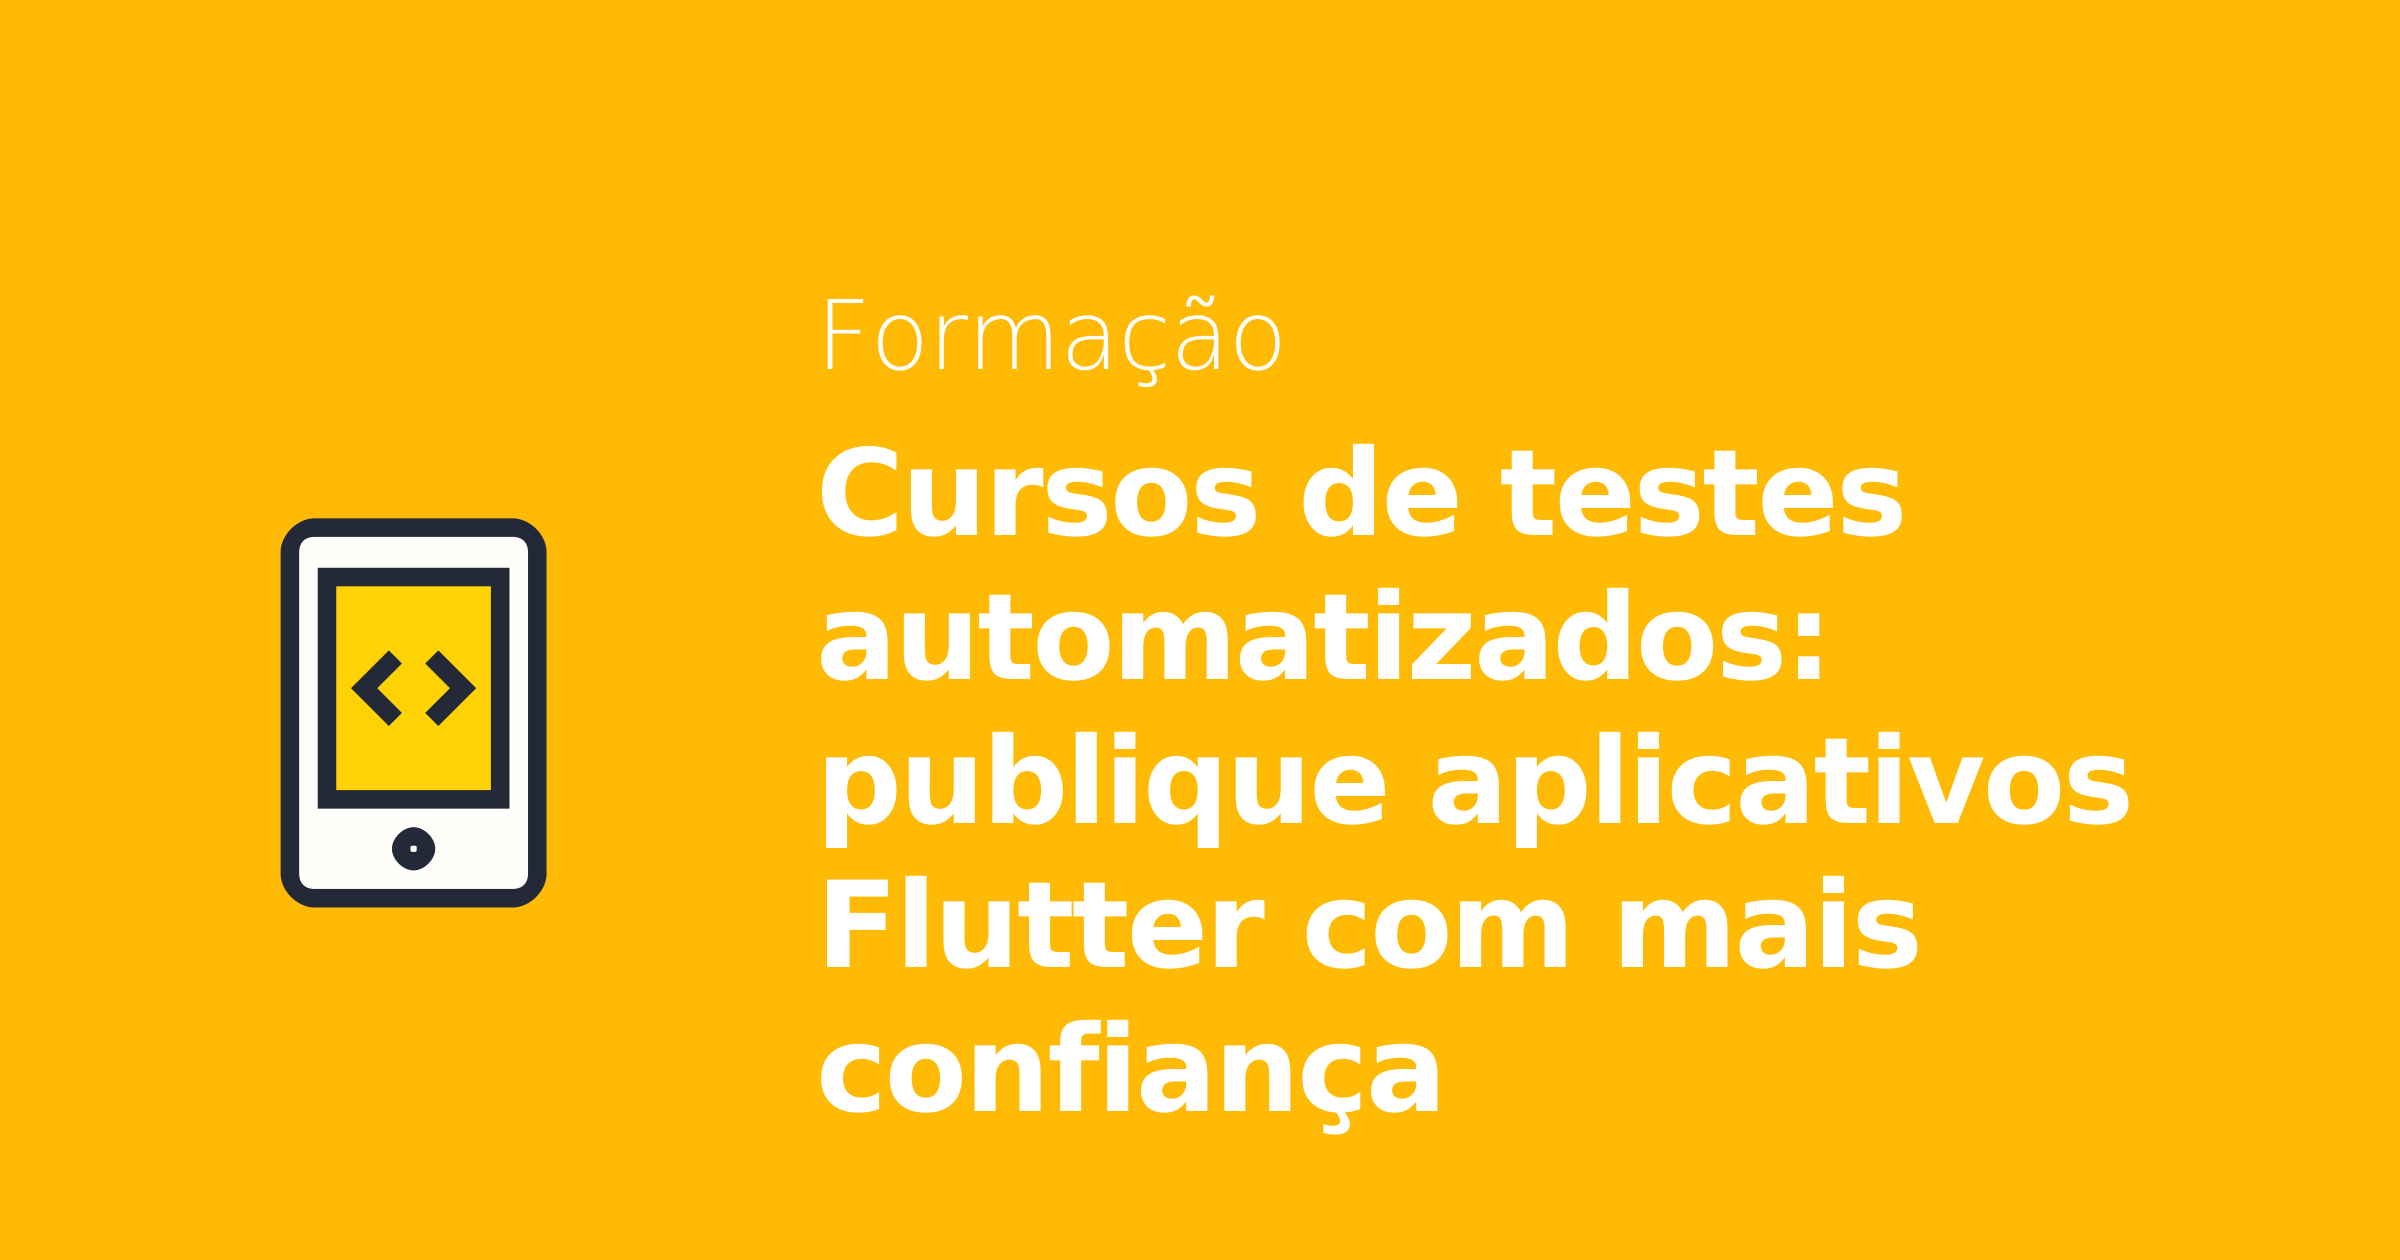 Formação
Cursos de testes
automatizados:
publique aplicativos
Flutter com mais
confiança